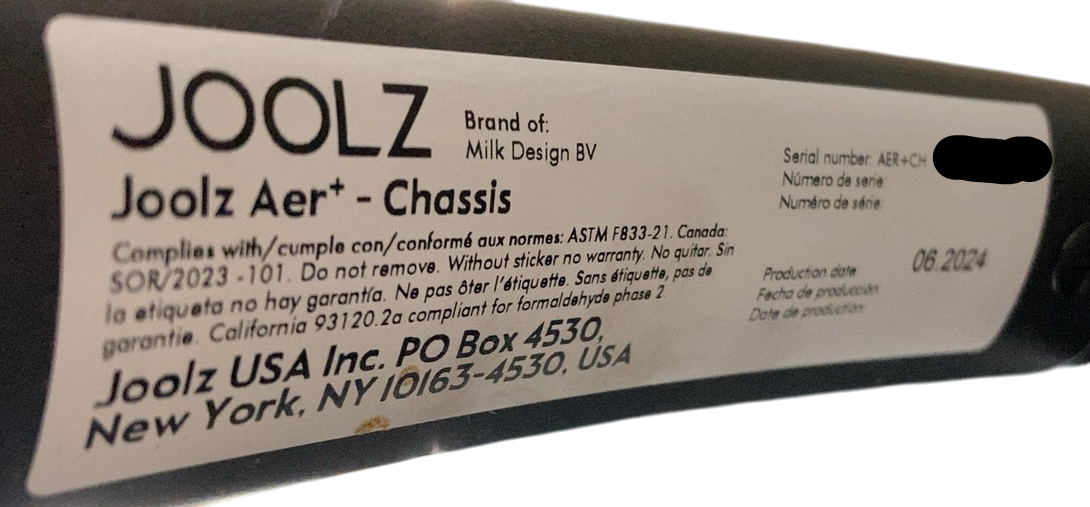 JOOLZ
Brand of:
Milk Design BV
Joolz Aer⁺ - Chassis
Complies with/cumple con/conformé aux normes: ASTM F833-21. Canada:
SOR/2023 -101. Do not remove. Without sticker no warranty. No quitar. Sin
la etiqueta no hay garantía. Ne pas ôter l'étiquette. Sans étiquette, pas de
garantie. California 93120.2a compliant for formaldehyde phase 2.
Joolz USA Inc. PO Box 4530,
New York, NY 10163-4530, USA
Serial number: AER+CH
Número de serie:
Numéro de série:
Production date: 06.2024
Fecha de producción:
Date de production: